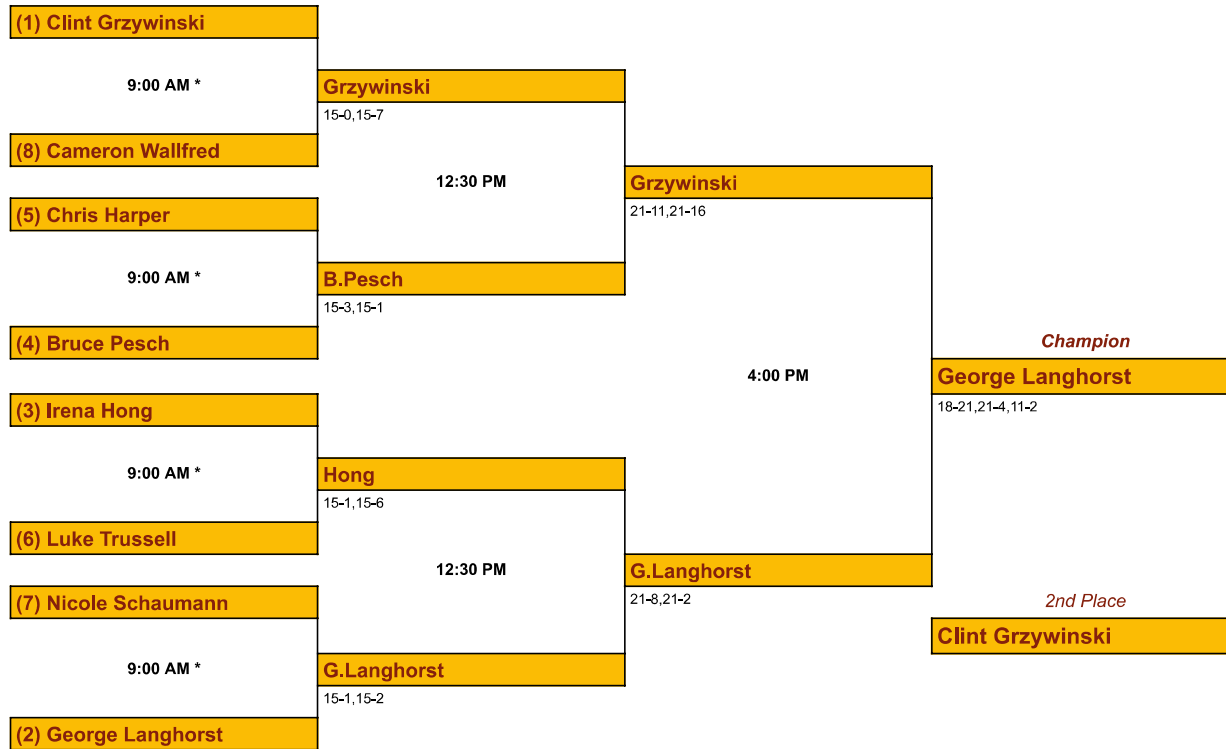 (1) Clint Grzywinski
9:00 AM *
Grzywinski
15-0,15-7
(8) Cameron Wallfred
12:30 PM
Grzywinski
21-11,21-16
(5) Chris Harper
9:00 AM *
B.Pesch
15-3,15-1
(4) Bruce Pesch
Champion
4:00 PM
George Langhorst
18-21,21-4,11-2
(3) Irena Hong
9:00 AM *
Hong
15-1,15-6
(6) Luke Trussell
12:30 PM
G.Langhorst
21-8,21-2
(7) Nicole Schaumann
2nd Place
Clint Grzywinski
9:00 AM *
G.Langhorst
15-1,15-2
(2) George Langhorst